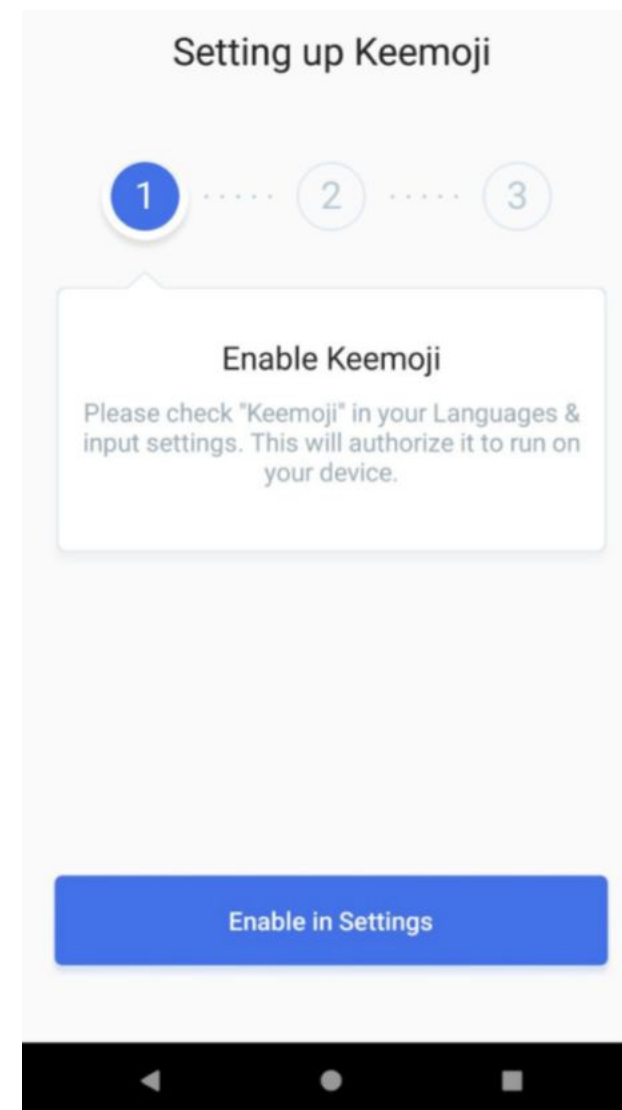 Setting up Keemoji
1 ..... 2 ..... 3
Enable Keemoji
Please check "Keemoji" in your Languages &
input settings. This will authorize it to run on
your device.
Enable in Settings